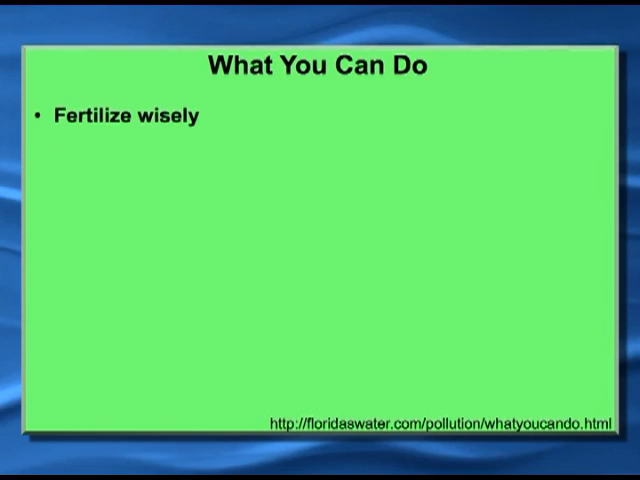 What You Can Do
• Fertilize wisely
http://floridaswater.com/pollution/whatyoucando.html